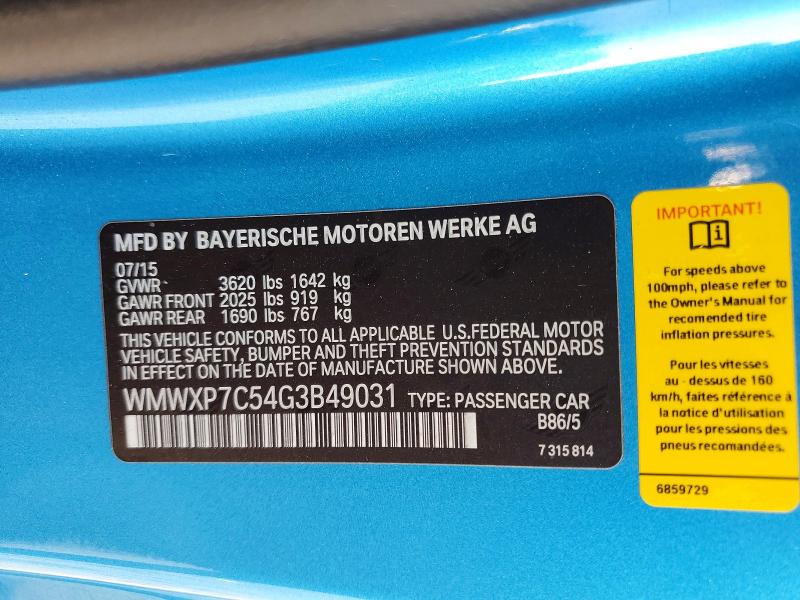 MFD BY BAYERISCHE MOTOREN WERKE AG
07/15
GVWR 3620 lbs 1642 kg
GAWR FRONT 2025 lbs 919 kg
GAWR REAR 1690 lbs 767 kg
THIS VEHICLE CONFORMS TO ALL APPLICABLE U.S.FEDERAL MOTOR
VEHICLE SAFETY, BUMPER AND THEFT PREVENTION STANDARDS
IN EFFECT ON THE DATE OF MANUFACTURE SHOWN ABOVE.
WMWXP7C54G3B49031 TYPE: PASSENGER CAR
B86/5
7 315 814
IMPORTANT!
For speeds above
100mph, please refer to
the Owner's Manual for
recomended tire
inflation pressures.
Pour les vitesses
au - dessus de 160
km/h, faites référence à
la notice d'utilisation
pour les pressions des
pneus recomandées.
6859729